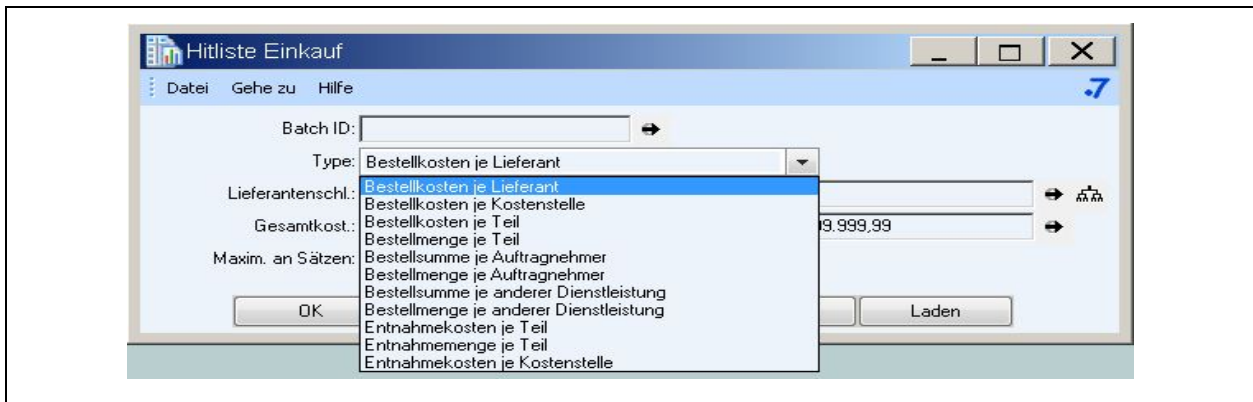 Hitliste Einkauf
Datei Gehe zu Hilfe
.7
Batch ID:
Type: Bestellkosten je Lieferant
Lieferantenschl.:
Bestellkosten je Lieferant
Bestellkosten je Kostenstelle
Gesamtkost.:
Bestellkosten je Teil
9.999,99
Bestellmenge je Teil
Maxim. an Sätzen:
Bestellsumme je Auftragnehmer
Bestellmenge je Auftragnehmer
Bestellsumme je anderer Dienstleistung
OK
Bestellmenge je anderer Dienstleistung
Laden
Entnahmekosten je Teil
Entnahmemenge je Teil
Entnahmekosten je Kostenstelle